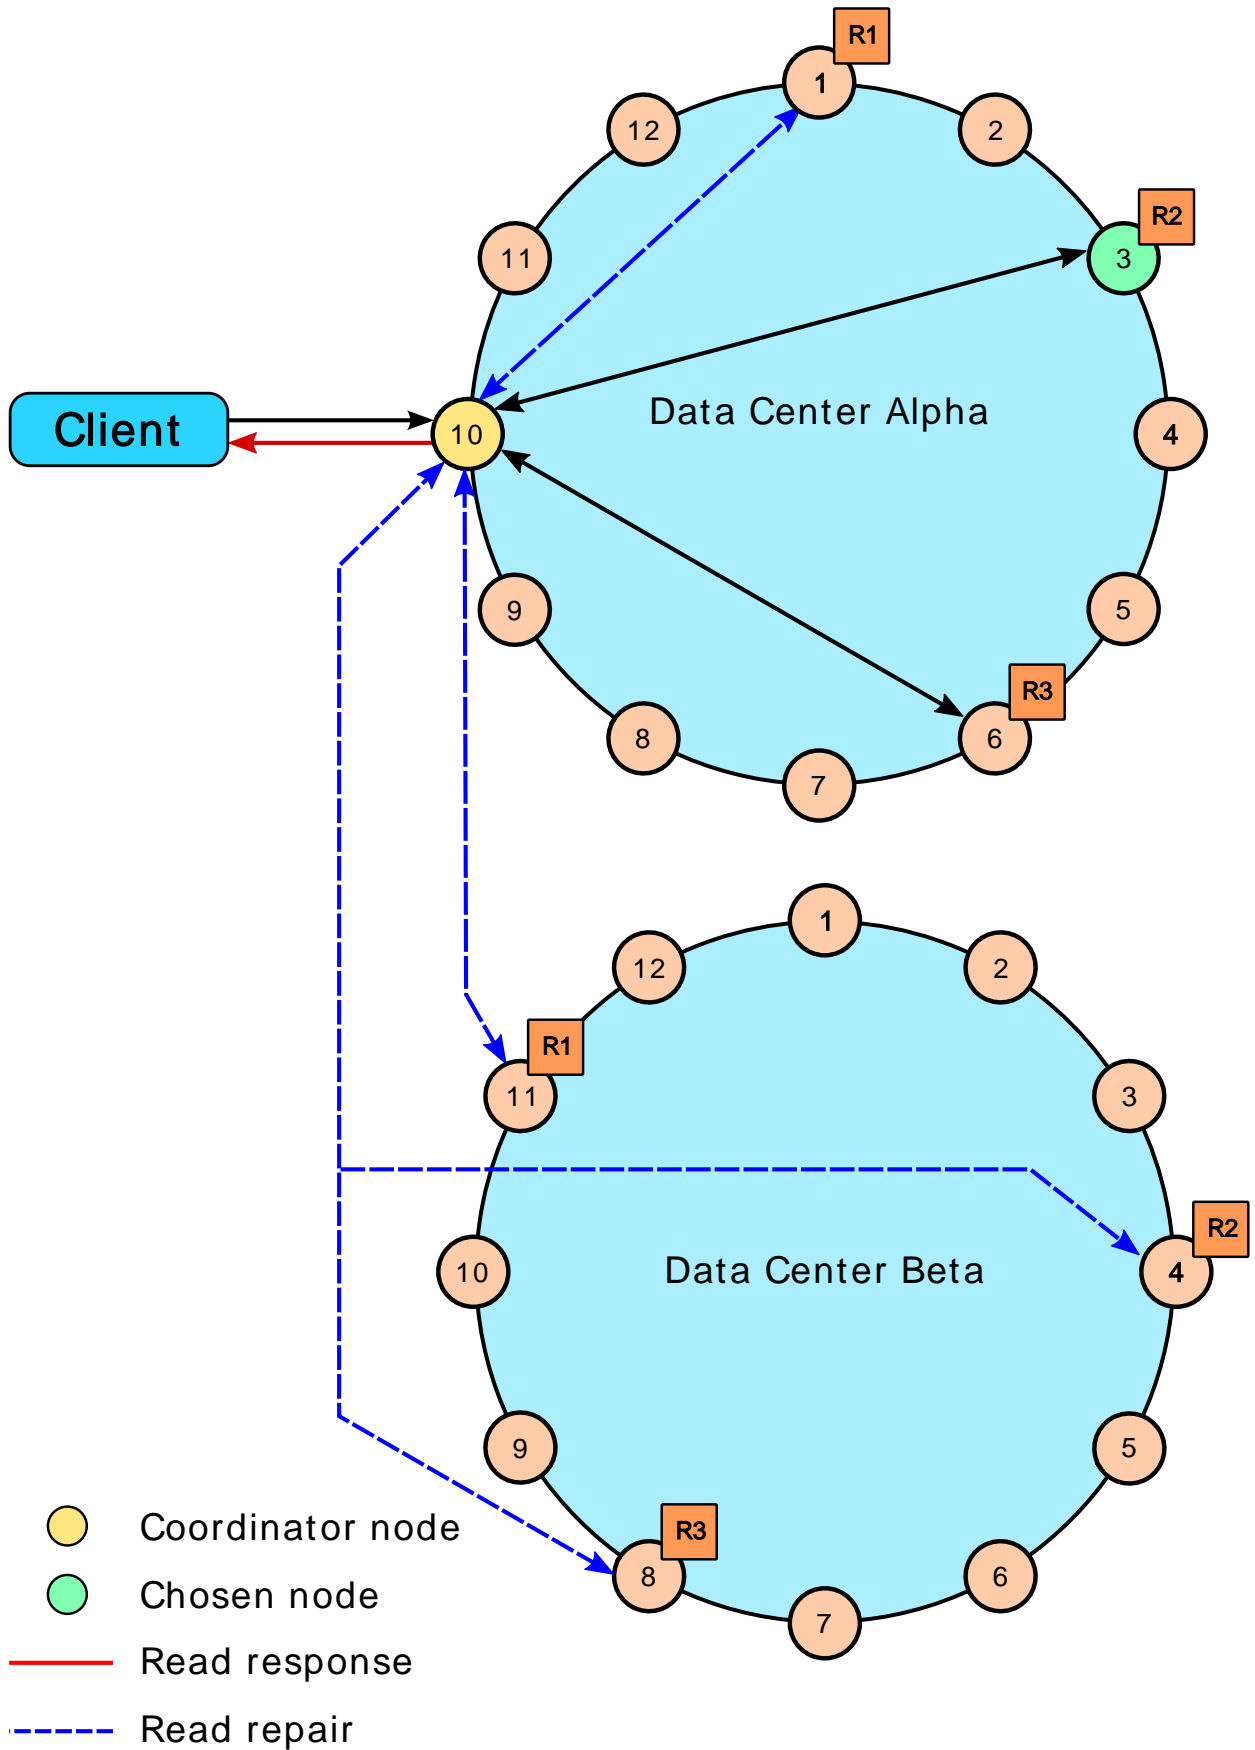 R1
1
12
2
R2
11
3
Client
10
Data Center Alpha
4
9
5
R3
8
6
7
1
12
2
R1
11
3
R2
10
Data Center Beta
4
9
5
R3
8
6
7
Coordinator node
Chosen node
Read response
Read repair